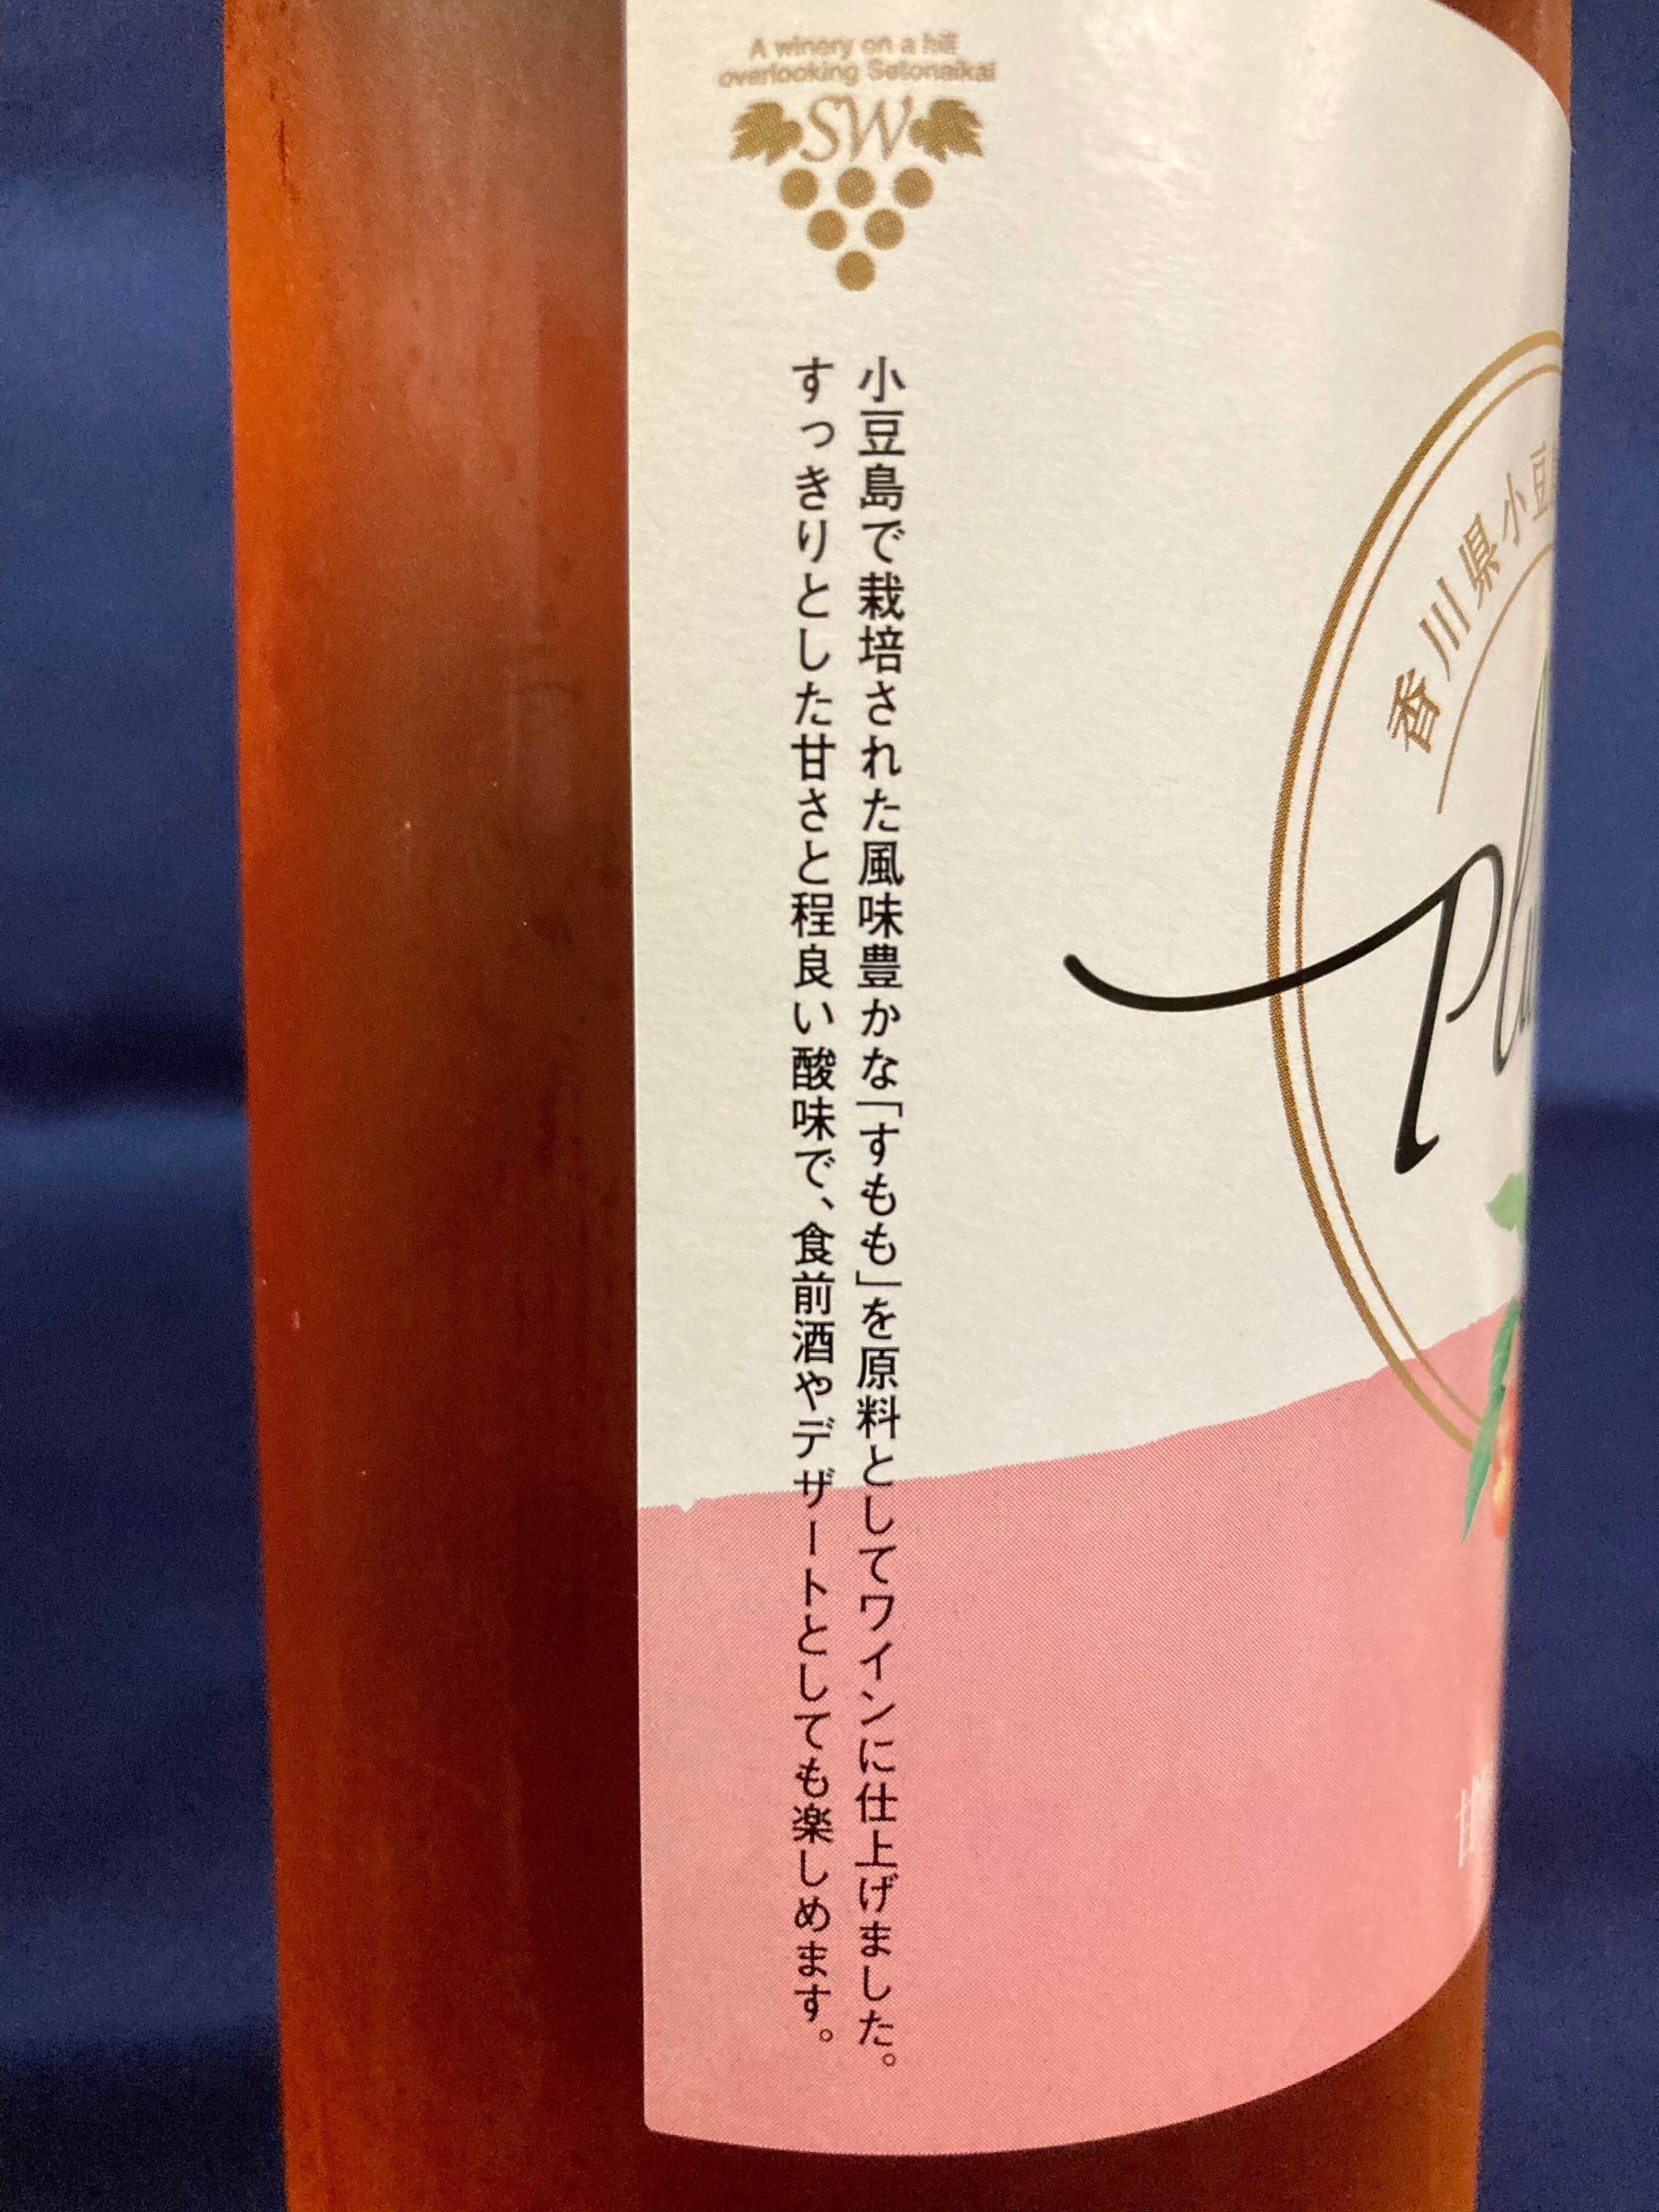 A winery on a hill
overlooking Setonaikai
SW
小豆島で栽培された風味豊かな「すもも」を原料としてワインに仕上げました。
すっきりとした甘さと程良い酸味で、食前酒やデザートとしても楽しめます。
香川県小豆
Plu
甘